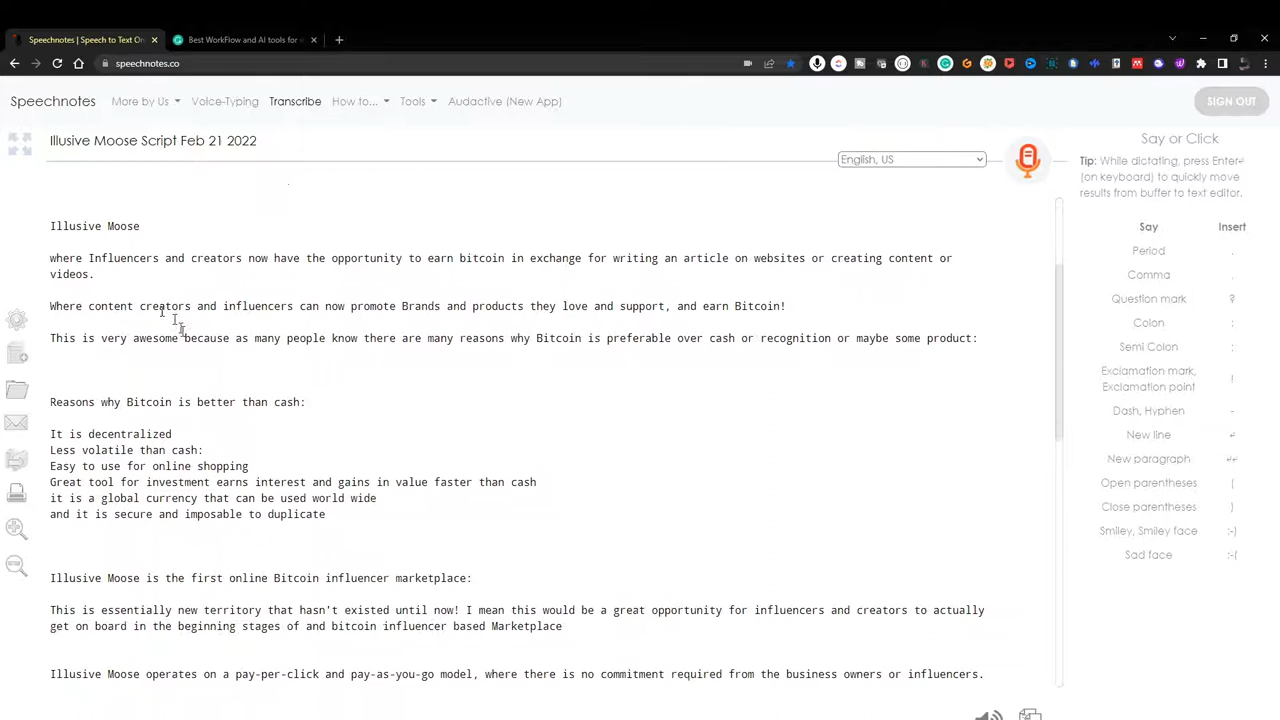 Speechnotes | Speech to Text On
Best WorkFlow and AI tools for
speechnotes.co
Speechnotes
More by Us
Voice-Typing
Transcribe
How to...
Tools
Audactive (New App)
SIGN OUT
Illusive Moose Script Feb 21 2022
English, US
Illusive Moose
where Influencers and creators now have the opportunity to eern bitcoin in exchange for writing an article on websites or creating content or
videos.
Where content creators and influencers can now promote Brands and products they love and support, and earn Bitcoin!
This is very awesome because as many people know there are many reasons why Bitcoin is preferable over cash or recognition or maybe some product:
Reasons why Bitcoin is better than cash:
It is decentralized
Less volatile than cash:
Easy to use for online shopping
Great tool for investment earns interest and gains in value faster than cash
it is a global currency that can be used world wide
and it is secure and imposable to duplicate
Illusive Moose is the first online Bitcoin influencer marketplace:
This is essentially new territory that hasn't existed until now! I mean this would be a great opportunity for influencers and creators to actually
get on board in the beginning stages of and bitcoin influencer based Marketplace
Illusive Moose operates on a pay-per-click and pay-as-you-go model, where there is no commitment required from the business owners or influencers.
Say or Click
Tip: While dictating, press Enter↵
(on keyboard) to quickly move
results from buffer to text editor.
Say Insert
Period .
Comma ,
Question mark ?
Colon :
Semi Colon ;
Exclamation mark,
Exclamation point !
Dash, Hyphen -
New line ↵
New paragraph ↵↵
Open parentheses (
Close parentheses )
Smiley, Smiley face :-)
Sad face :-(